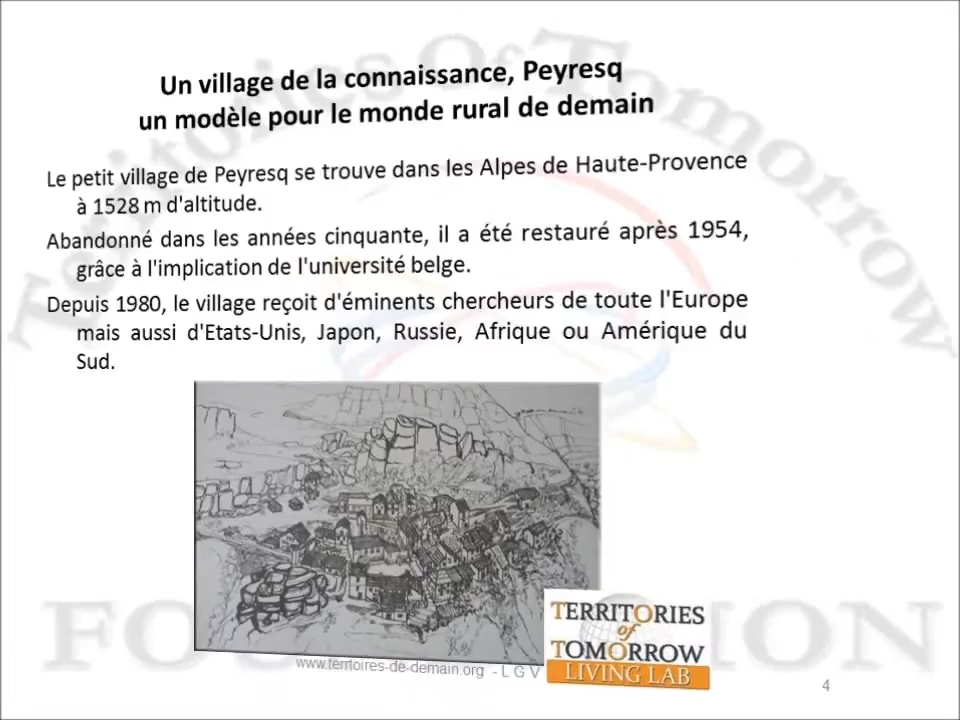 Un village de la connaissance, Peyresq
un modèle pour le monde rural de demain
Le petit village de Peyresq se trouve dans les Alpes de Haute-Provence
à 1528 m d'altitude.
Abandonné dans les années cinquante, il a été restauré après 1954,
grâce à l'implication de l'université belge.
Depuis 1980, le village reçoit d'éminents chercheurs de toute l'Europe
mais aussi d'Etats-Unis, Japon, Russie, Afrique ou Amérique du
Sud.
TERRITORIES
of
TOMORROW
LIVING LAB
www.territoires-de-demain.org - L G V
4
Territories Of Tomorrow